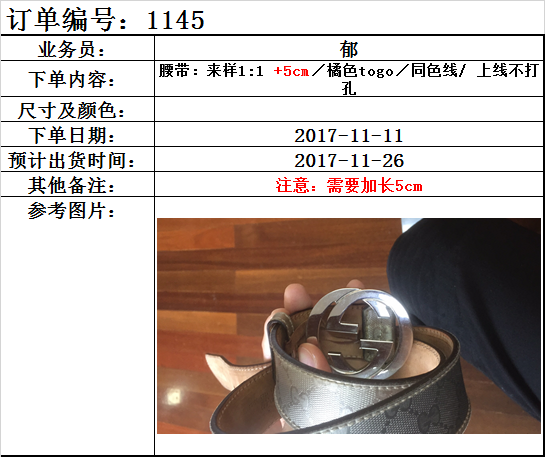 订单编号：1145
业务员： 郁
下单内容： 腰带：来样1:1 +5cm／橘色togo／同色线/ 上线不打
孔
尺寸及颜色：
下单日期： 2017-11-11
预计出货时间： 2017-11-26
其他备注： 注意：需要加长5cm
参考图片：